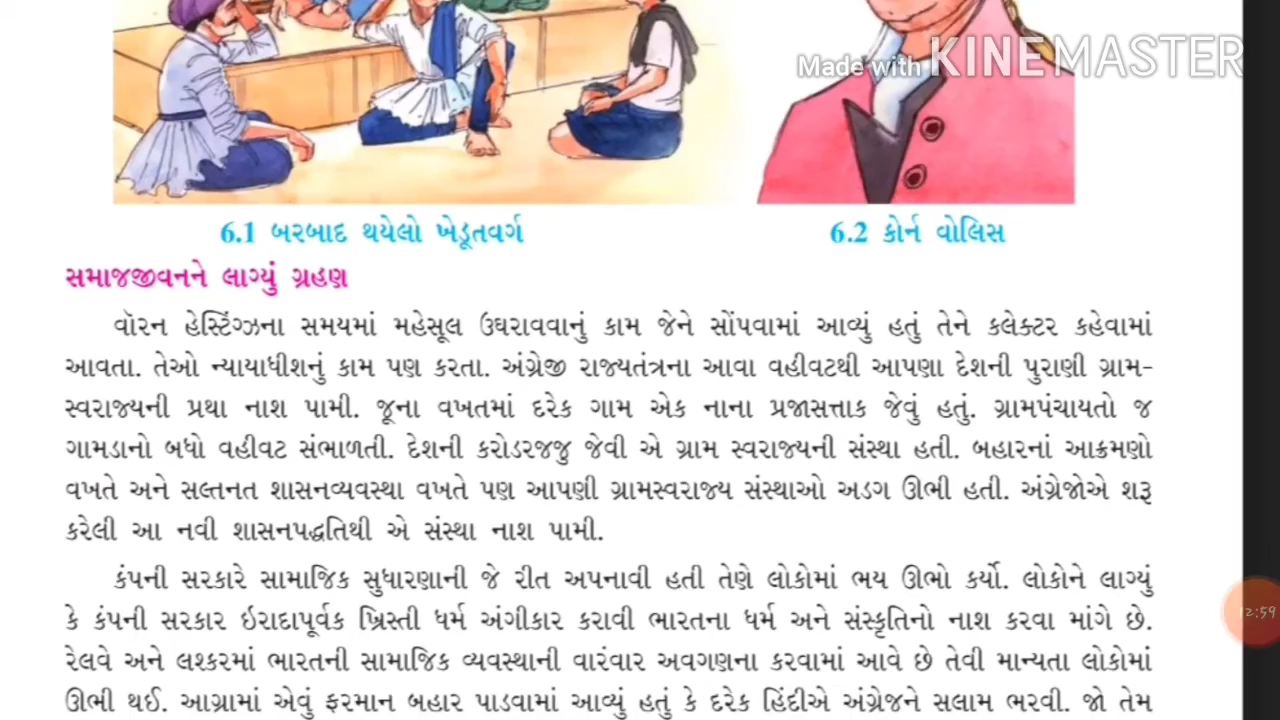 Made with KINEMASTER
6.1 બરબાદ થયેલો ખેડૂતવર્ગ
6.2 કોર્ન વોલિસ
સમાજજીવનને લાગ્યું ગ્રહણ
વૉરન હેસ્ટિંગ્ઝના સમયમાં મહેસૂલ ઉઘરાવવાનું કામ જેને સોંપવામાં આવ્યું હતું તેને કલેક્ટર કહેવામાં
આવતા. તેઓ ન્યાયાધીશનું કામ પણ કરતા. અંગ્રેજી રાજ્યતંત્રના આવા વહીવટથી આપણા દેશની પુરાણી ગ્રામ-
સ્વરાજ્યની પ્રથા નાશ પામી. જૂના વખતમાં દરેક ગામ એક નાના પ્રજાસત્તાક જેવું હતું. ગ્રામપંચાયતો જ
ગામડાનો બધો વહીવટ સંભાળતી. દેશની કરોડરજજુ જેવી એ ગ્રામ સ્વરાજ્યની સંસ્થા હતી. બહારનાં આક્રમણો
વખતે અને સલ્તનત શાસનવ્યવસ્થા વખતે પણ આપણી ગ્રામસ્વરાજ્ય સંસ્થાઓ અડગ ઊભી હતી. અંગ્રેજોએ શરૂ
કરેલી આ નવી શાસનપદ્ધતિથી એ સંસ્થા નાશ પામી.
કંપની સરકારે સામાજિક સુધારણાની જે રીત અપનાવી હતી તેણે લોકોમાં ભય ઊભો કર્યો. લોકોને લાગ્યું
કે કંપની સરકાર ઇરાદાપૂર્વક ખ્રિસ્તી ધર્મ અંગીકાર કરાવી ભારતના ધર્મ અને સંસ્કૃતિનો નાશ કરવા માંગે છે.
રેલવે અને લશ્કરમાં ભારતની સામાજિક વ્યવસ્થાની વારંવાર અવગણના કરવામાં આવે છે તેવી માન્યતા લોકોમાં
12:59
ઊભી થઈ. આગ્રામાં એવું ફરમાન બહાર પાડવામાં આવ્યું હતું કે દરેક હિંદીએ અંગ્રેજને સલામ ભરવી. જો તેમ